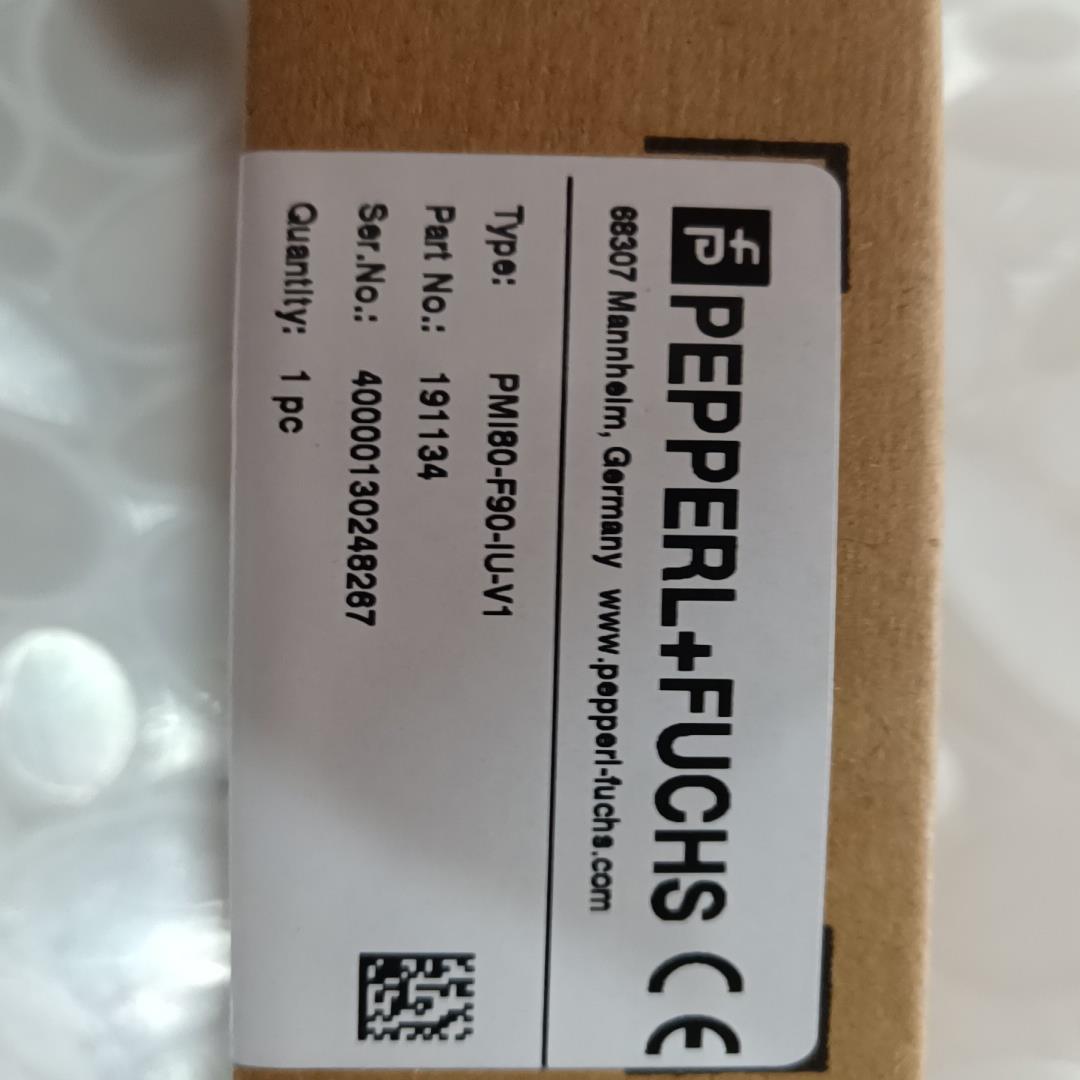 PEPPERL+FUCHS CE
68307 Mannheim, Germany www.pepperl-fuchs.com
Type: PMI80-F90-IU-V1
Part No.: 191134
Ser.No.: 40000130248267
Quantity: 1 pc